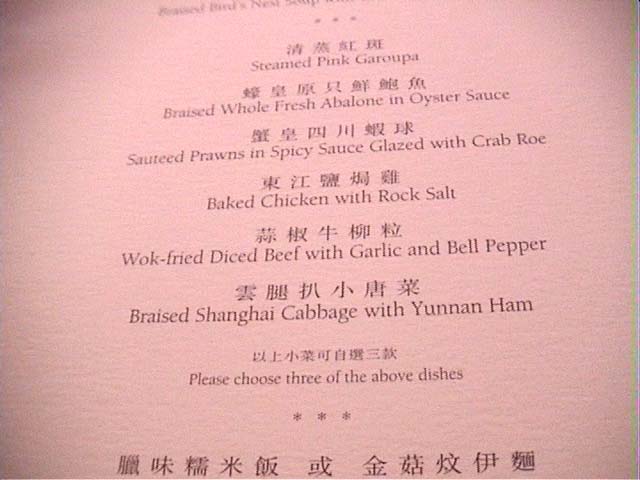 Braised Bird's Nest Soup with
* * *
清蒸紅斑
Steamed Pink Garoupa
蠔皇原只鮮鮑魚
Braised Whole Fresh Abalone in Oyster Sauce
蟹皇四川蝦球
Sauteed Prawns in Spicy Sauce Glazed with Crab Roe
東江鹽焗雞
Baked Chicken with Rock Salt
蒜椒牛柳粒
Wok-fried Diced Beef with Garlic and Bell Pepper
雲腿扒小唐菜
Braised Shanghai Cabbage with Yunnan Ham
以上小菜可自選三款
Please choose three of the above dishes
* * *
臘味糯米飯 或 金菇炆伊麵